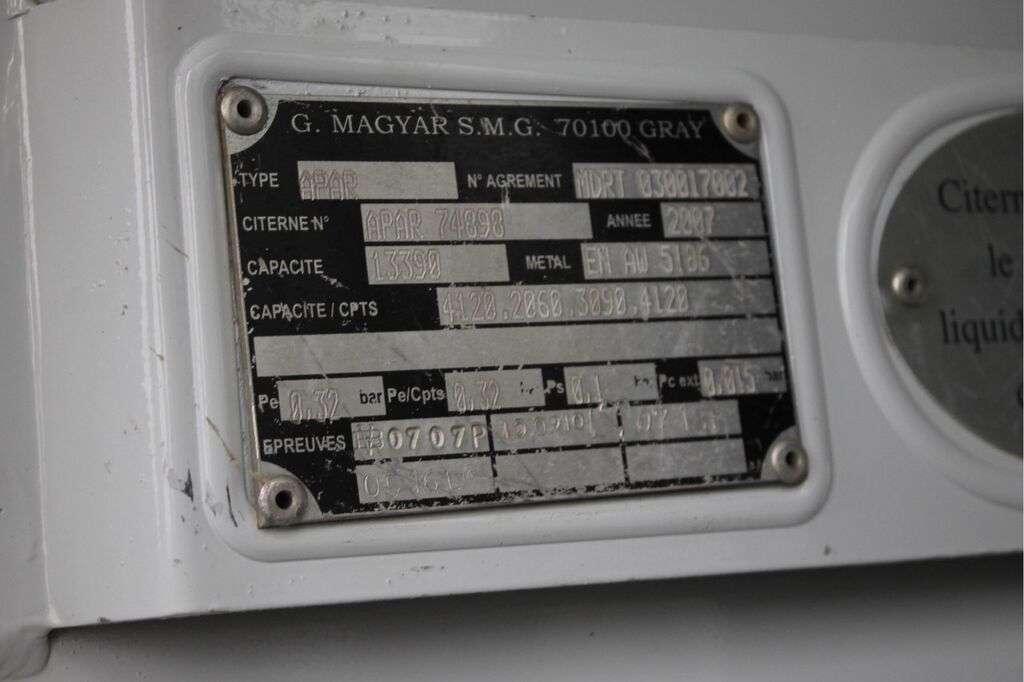 G. MAGYAR S.M.G. 70100 GRAY
TYPE APAR N° AGREMENT MDRT 030017002
CITERNE N° APAR 74898 ANNEE 2007
CAPACITE 13390 METAL EN AW 5186
CAPACITE / CPTS 4120.2060.3090.4120
Pe 0,32 bar Pe/Cpts 0,32 Ps 0,1 Pc ext 0,015 bar
EPREUVES 0707P
Citern
le
liquid